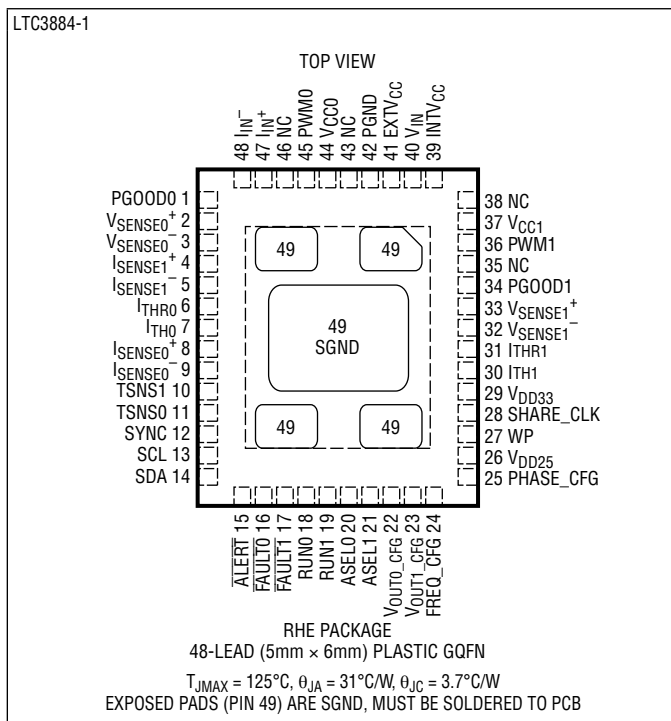 LTC3884-1
TOP VIEW
48 I_IN^–
47 I_IN^+
46 NC
45 PWM0
44 V_CC0
43 NC
42 PGND
41 EXTV_CC
40 V_IN
39 INTV_CC
PGOOD0 1
V_SENSE0^+ 2
V_SENSE0^– 3
I_SENSE1^+ 4
I_SENSE1^– 5
I_THR0 6
I_TH0 7
I_SENSE0^+ 8
I_SENSE0^– 9
TSNS1 10
TSNS0 11
SYNC 12
SCL 13
SDA 14
49
49
49
SGND
49
49
38 NC
37 V_CC1
36 PWM1
35 NC
34 PGOOD1
33 V_SENSE1^+
32 V_SENSE1^–
31 I_THR1
30 I_TH1
29 V_DD33
28 SHARE_CLK
27 WP
26 V_DD25
25 PHASE_CFG
ALERT 15
FAULT0 16
FAULT1 17
RUN0 18
RUN1 19
ASEL0 20
ASEL1 21
V_OUT0_CFG 22
V_OUT1_CFG 23
FREQ_CFG 24
RHE PACKAGE
48-LEAD (5mm × 6mm) PLASTIC GQFN
T_JMAX = 125°C, θ_JA = 31°C/W, θ_JC = 3.7°C/W
EXPOSED PADS (PIN 49) ARE SGND, MUST BE SOLDERED TO PCB